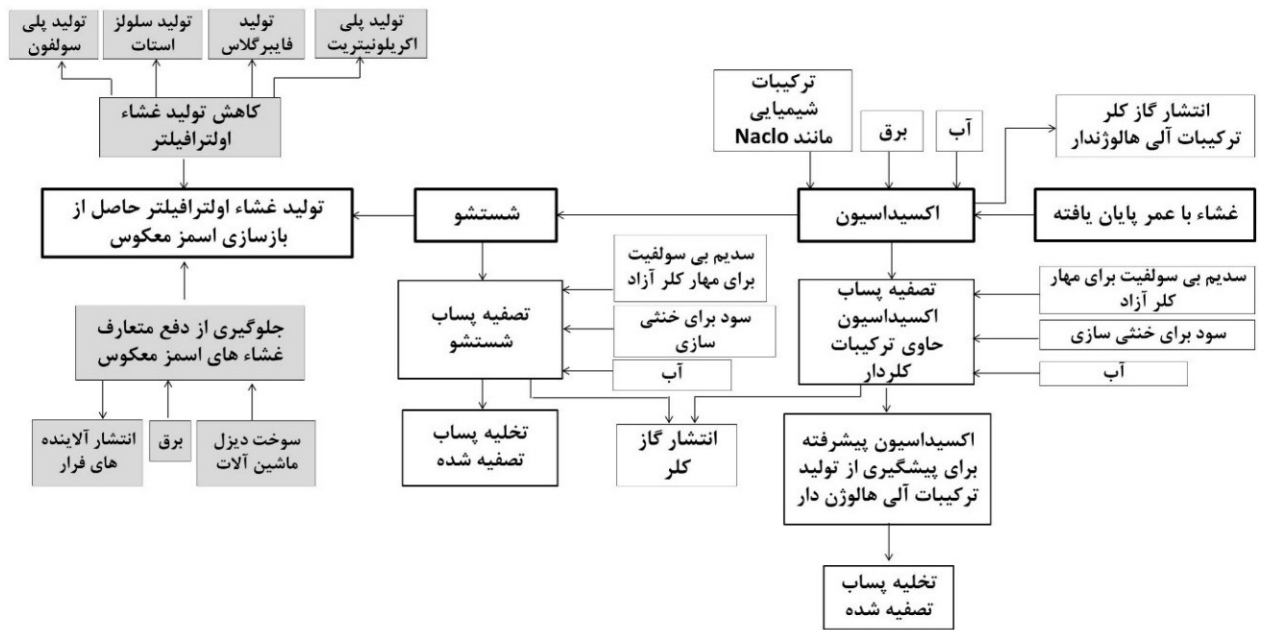 تولید پلی
اکریلونیتریت
تولید
فایبرگلاس
تولید سلولز
استات
تولید پلی
سولفون
کاهش تولید غشاء
اولترافیلتر
ترکیبات
شیمیایی
مانند Naclo
برق
آب
انتشار گاز کلر
ترکیبات آلی هالوژندار
غشاء با عمر پایان یافته
اکسیداسیون
شستشو
تولید غشاء اولترافیلتر حاصل از
بازسازی اسمز معکوس
سدیم بی سولفیت برای مهار
کلر آزاد
سود برای خنثی سازی
آب
تصفیه پساب
اکسیداسیون
حاوی ترکیبات
کلردار
سدیم بی سولفیت
برای مهار کلر آزاد
سود برای خنثی
سازی
آب
تصفیه پساب
شستشو
جلوگیری از دفع متعارف
غشاء های اسمز معکوس
سوخت دیزل
ماشین آلات
برق
انتشار آلاینده
های فرار
اکسیداسیون پیشرفته
برای پیشگیری از تولید
ترکیبات آلی هالوژن دار
انتشار گاز
کلر
تخلیه پساب
تصفیه شده
تخلیه پساب
تصفیه شده